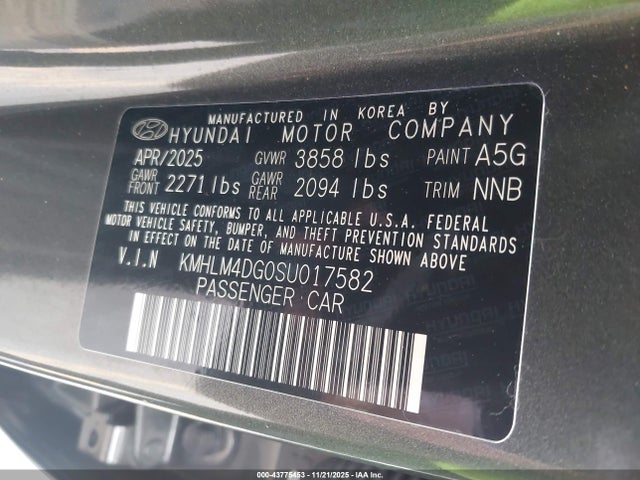 MANUFACTURED IN KOREA BY
HYUNDAI MOTOR COMPANY
APR/2025 GVWR 3858 lbs PAINT A5G
GAWR FRONT 2271 lbs GAWR REAR 2094 lbs TRIM NNB
THIS VEHICLE CONFORMS TO ALL APPLICABLE U.S.A. FEDERAL
MOTOR VEHICLE SAFETY, BUMPER, AND THEFT PREVENTION STANDARDS
IN EFFECT ON THE DATE OF MANUFACTURE SHOWN ABOVE.
V.I.N KMHLM4DG0SU017582
PASSENGER CAR
000-43775453 - 11/21/2025 - IAA Inc.